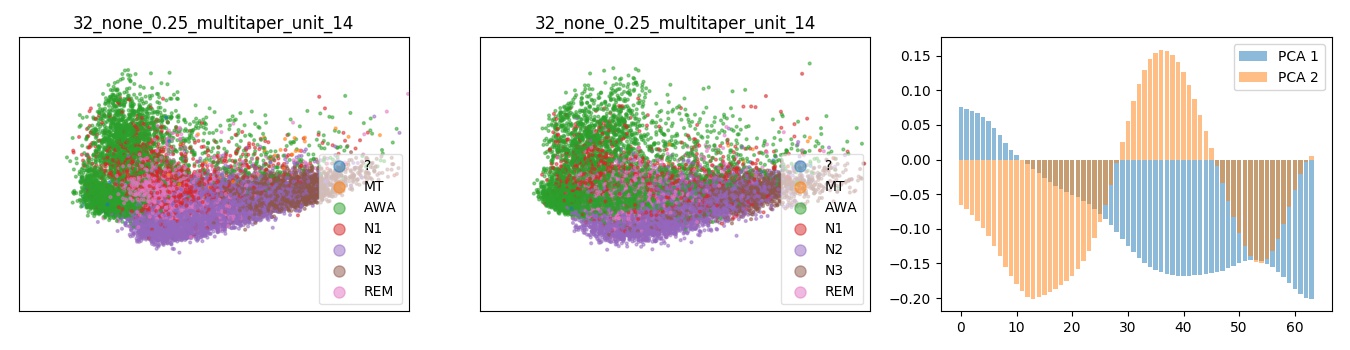 32_none_0.25_multitaper_unit_14
?
MT
AWA
N1
N2
N3
REM
32_none_0.25_multitaper_unit_14
?
MT
AWA
N1
N2
N3
REM
PCA 1
PCA 2
0.15
0.10
0.05
0.00
−0.05
−0.10
−0.15
−0.20
0 10 20 30 40 50 60